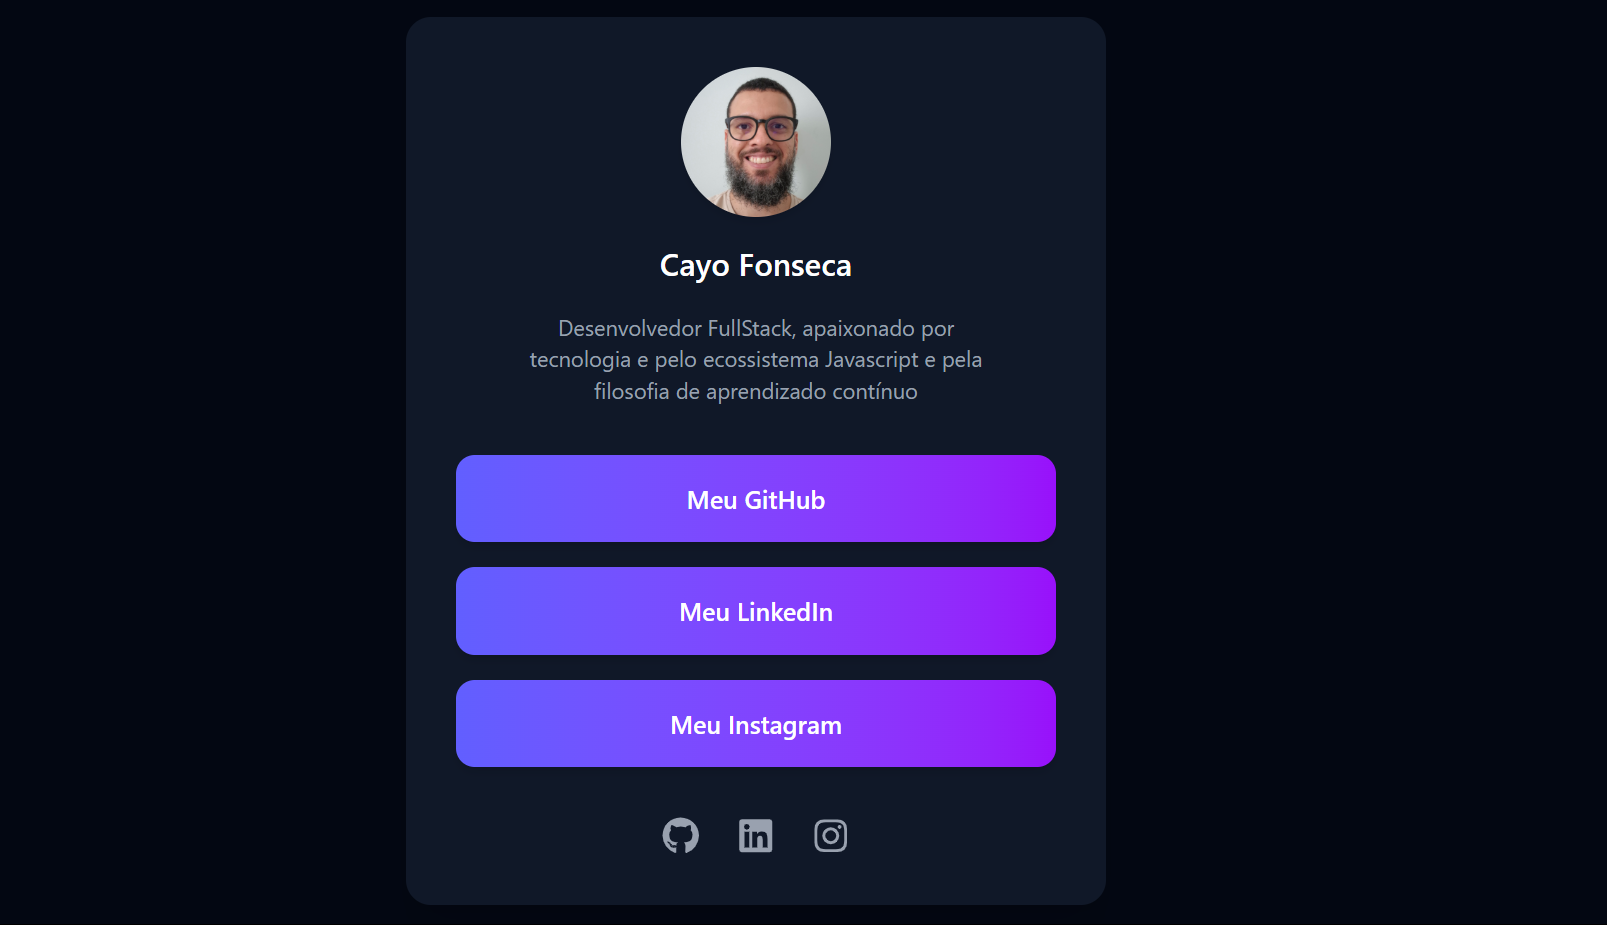 Cayo Fonseca
Desenvolvedor FullStack, apaixonado por
tecnologia e pelo ecossistema Javascript e pela
filosofia de aprendizado contínuo
Meu GitHub
Meu LinkedIn
Meu Instagram
in